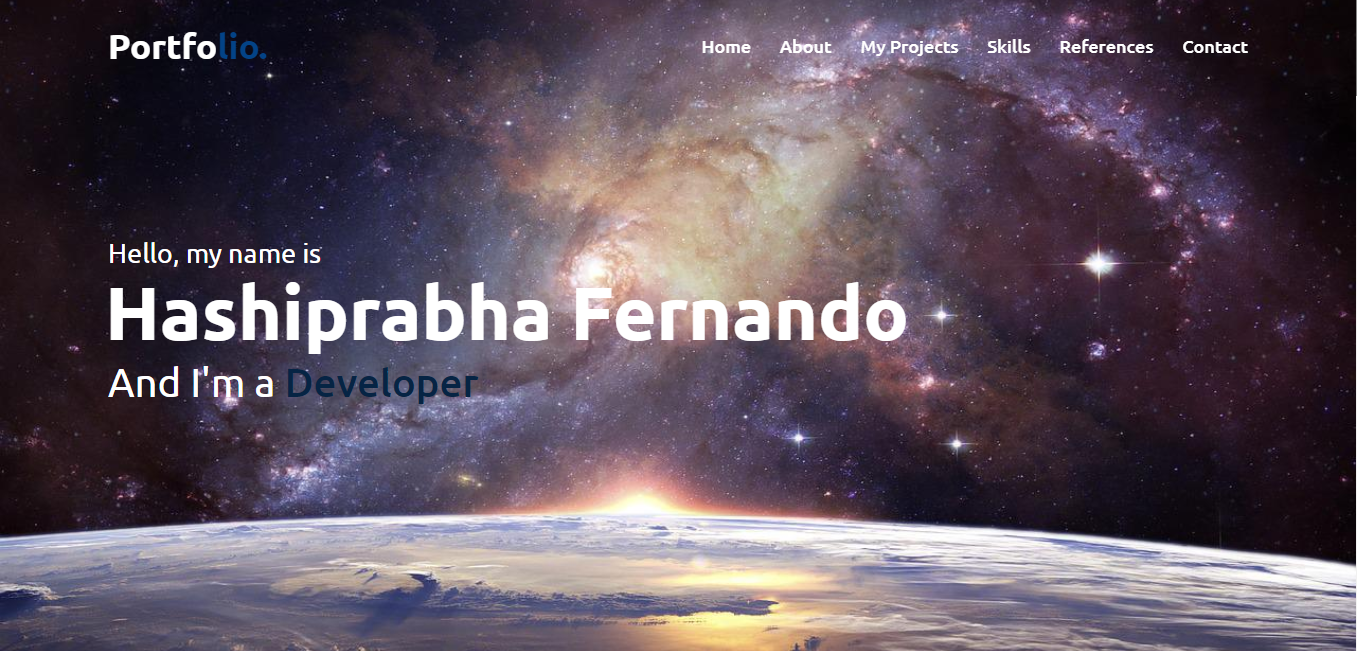 Portfolio.
Home About My Projects Skills References Contact
Hello, my name is
Hashiprabha Fernando
And I'm a Developer